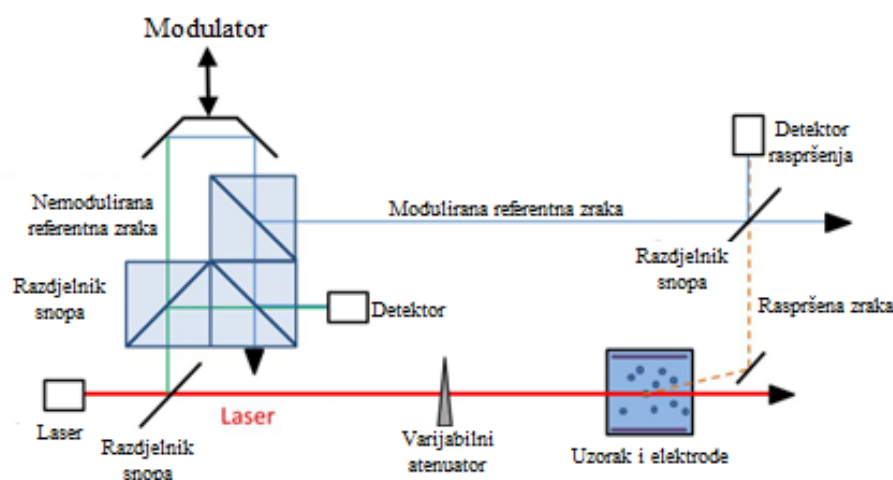 Modulator
Detektor
raspršenja
Nemodulirana
referentna zraka
Modulirana referentna zraka
Razdjelnik
snopa
Razdjelnik
snopa
Detektor
Raspršena zraka
Laser
Laser
Razdjelnik
snopa
Varijabilni
atenuator
Uzorak i elektrode